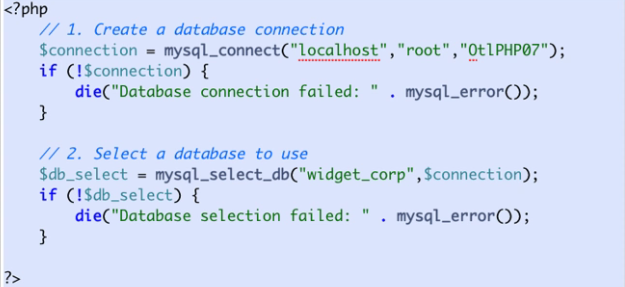 <?php
// 1. Create a database connection
$connection = mysql_connect("localhost","root","OtlPHP07");
if (!$connection) {
die("Database connection failed: " . mysql_error());
}
// 2. Select a database to use
$db_select = mysql_select_db("widget_corp",$connection);
if (!$db_select) {
die("Database selection failed: " . mysql_error());
}
?>